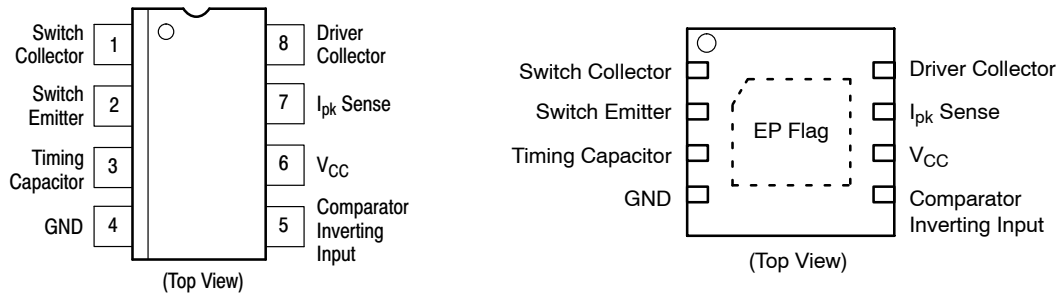 Switch
Collector
1
8
Driver
Collector
Switch
Emitter
2
7
Ipk Sense
Timing
Capacitor
3
6
VCC
GND
4
5
Comparator
Inverting
Input
(Top View)
Switch Collector
Switch Emitter
Timing Capacitor
GND
EP Flag
Driver Collector
Ipk Sense
VCC
Comparator
Inverting Input
(Top View)